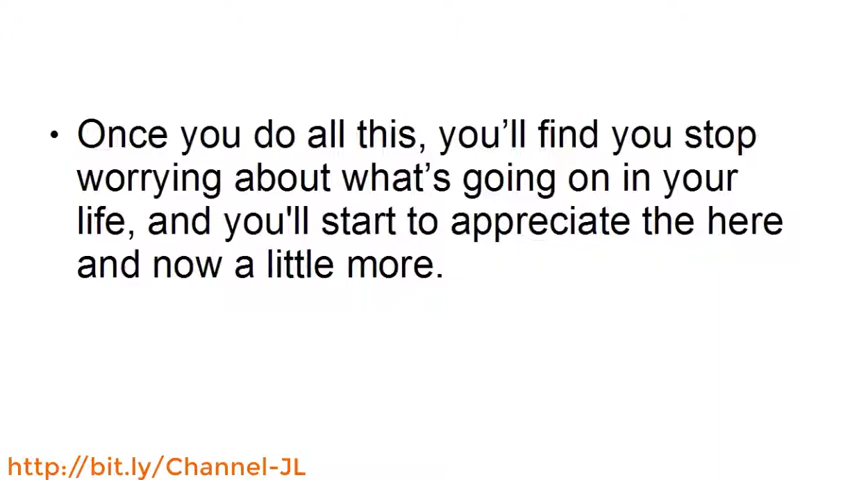 • Once you do all this, you’ll find you stop
worrying about what’s going on in your
life, and you'll start to appreciate the here
and now a little more.
http://bit.ly/Channel-JL